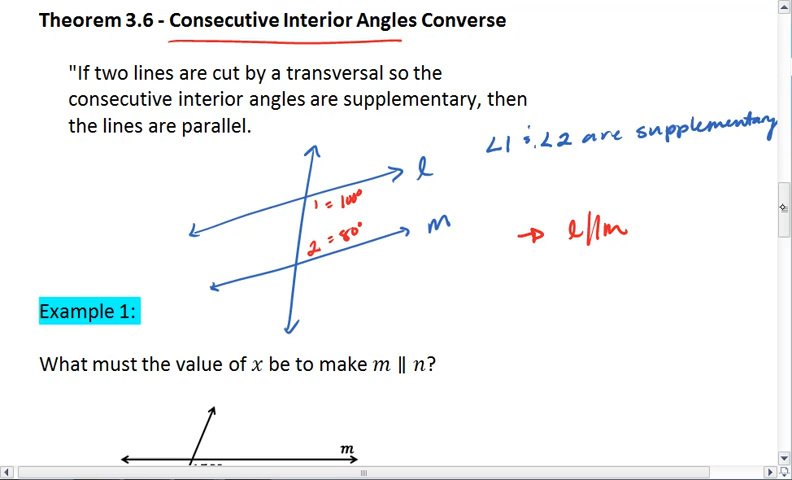 Theorem 3.6 - Consecutive Interior Angles Converse
"If two lines are cut by a transversal so the
consecutive interior angles are supplementary, then
the lines are parallel.
∠1 & ∠2 are supplementary
l
1 = 100°
m
2 = 80°
→ l // m
Example 1:
What must the value of x be to make m ∥ n?
m